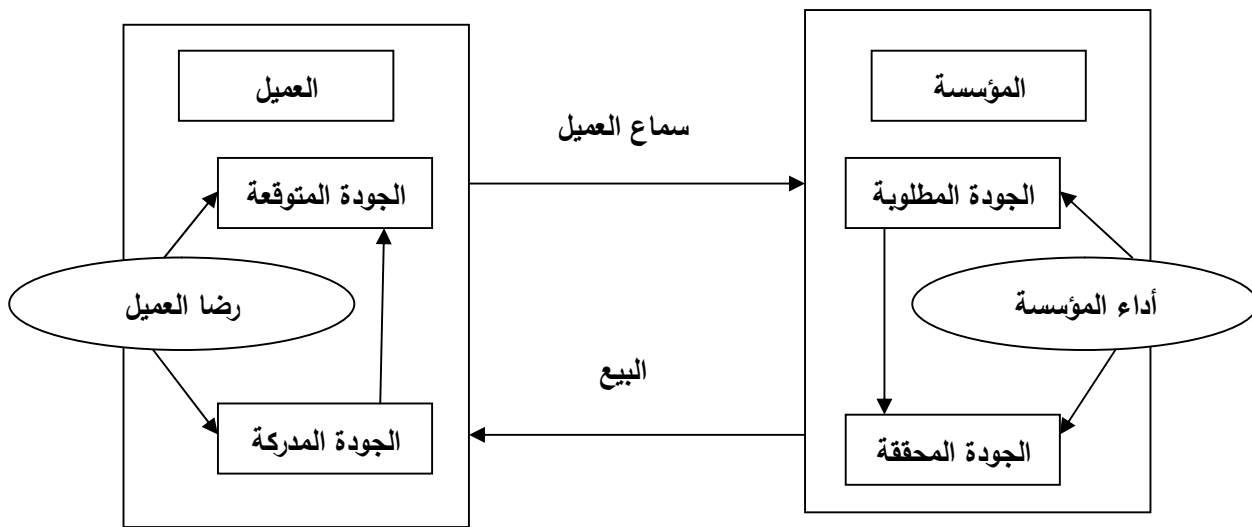 المؤسسة
العميل
سماع العميل
الجودة المطلوبة
الجودة المتوقعة
أداء المؤسسة
رضا العميل
البيع
الجودة المحققة
الجودة المدركة